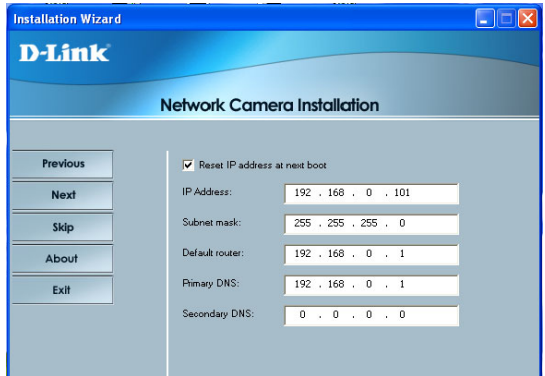 Installation Wizard
D-Link
Network Camera Installation
Previous
Next
Skip
About
Exit
Reset IP address at next boot
IP Address: 192 . 168 . 0 . 101
Subnet mask: 255 . 255 . 255 . 0
Default router: 192 . 168 . 0 . 1
Primary DNS: 192 . 168 . 0 . 1
Secondary DNS: 0 . 0 . 0 . 0